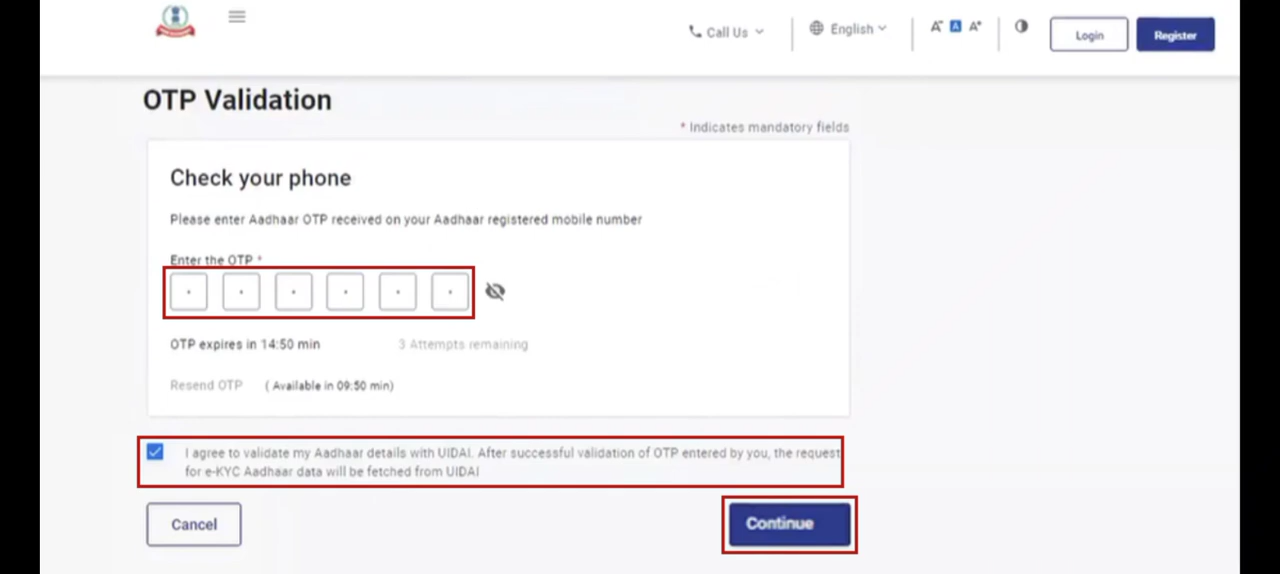 Call Us
English
A-
A
A+
Login
Register
OTP Validation
* Indicates mandatory fields
Check your phone
Please enter Aadhaar OTP received on your Aadhaar registered mobile number
Enter the OTP *
OTP expires in 14:50 min
3 Attempts remaining
Resend OTP
( Available in 09:50 min)
I agree to validate my Aadhaar details with UIDAI. After successful validation of OTP entered by you, the request
for e-KYC Aadhaar data will be fetched from UIDAI
Cancel
Continue